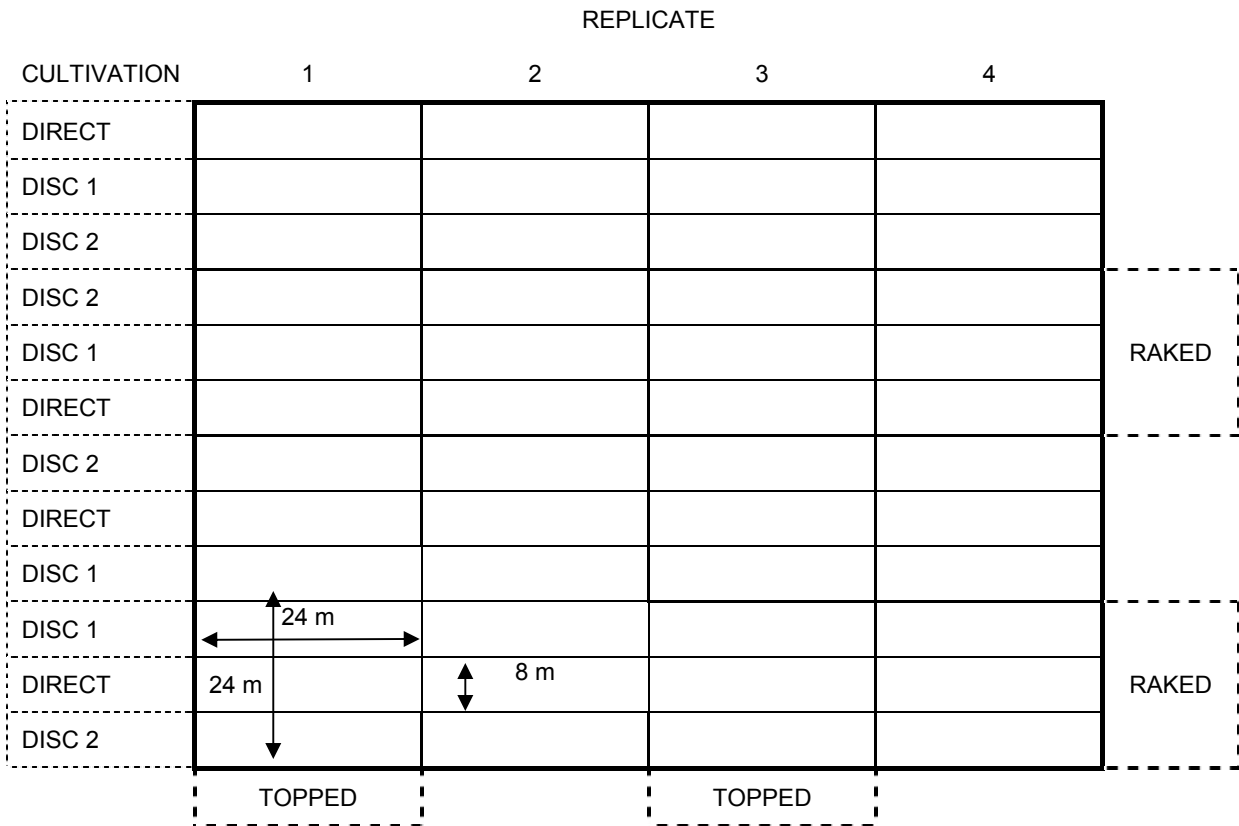 REPLICATE
CULTIVATION 1 2 3 4
DIRECT
DISC 1
DISC 2
DISC 2
DISC 1 RAKED
DIRECT
DISC 2
DIRECT
DISC 1
24 m
DISC 1
DIRECT 24 m 8 m RAKED
DISC 2
TOPPED TOPPED